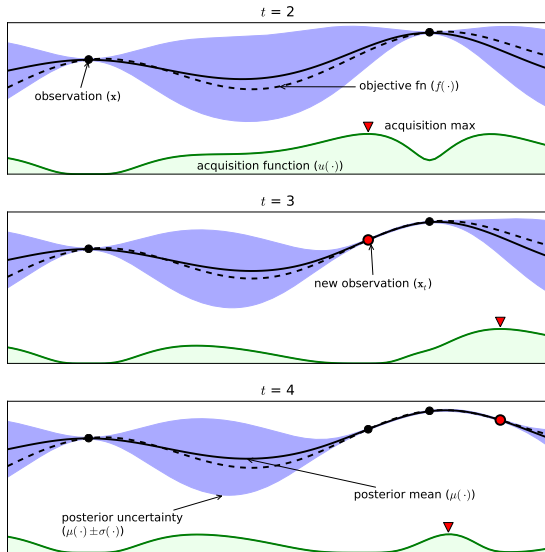 t = 2
observation (x)
objective fn (f(·))
acquisition max
acquisition function (u(·))
t = 3
new observation (xₜ)
t = 4
posterior mean (μ(·))
posterior uncertainty
(μ(·)±σ(·))